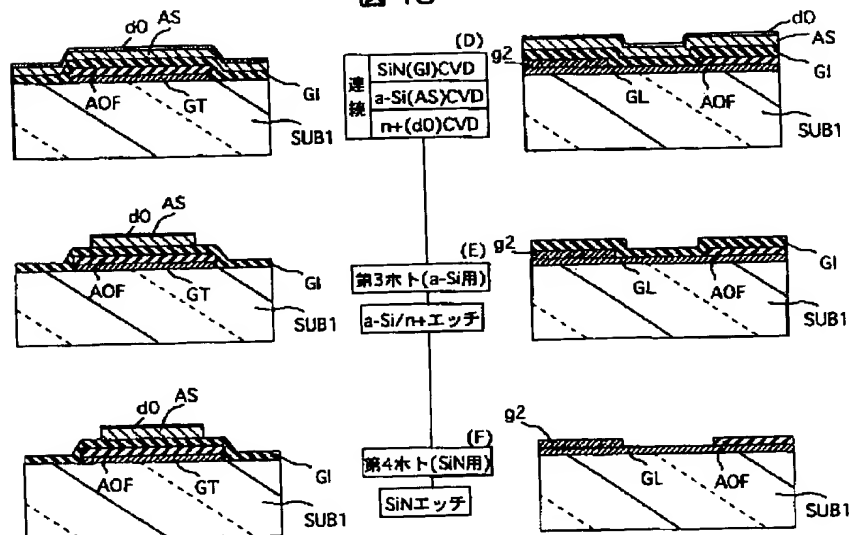 (D)
d0
AS
AOF
GT
GI
SUB1
連続
SiN(GI)CVD
a-Si(AS)CVD
n+(d0)CVD
d0
AS
g2
GI
GL
AOF
SUB1
(E)
d0
AS
AOF
GT
GI
SUB1
第3ホト(a-Si用)
a-Si/n+エッチ
g2
GI
GL
AOF
SUB1
(F)
d0
AS
AOF
GT
GI
SUB1
第4ホト(SiN用)
SiNエッチ
g2
GL
AOF
SUB1